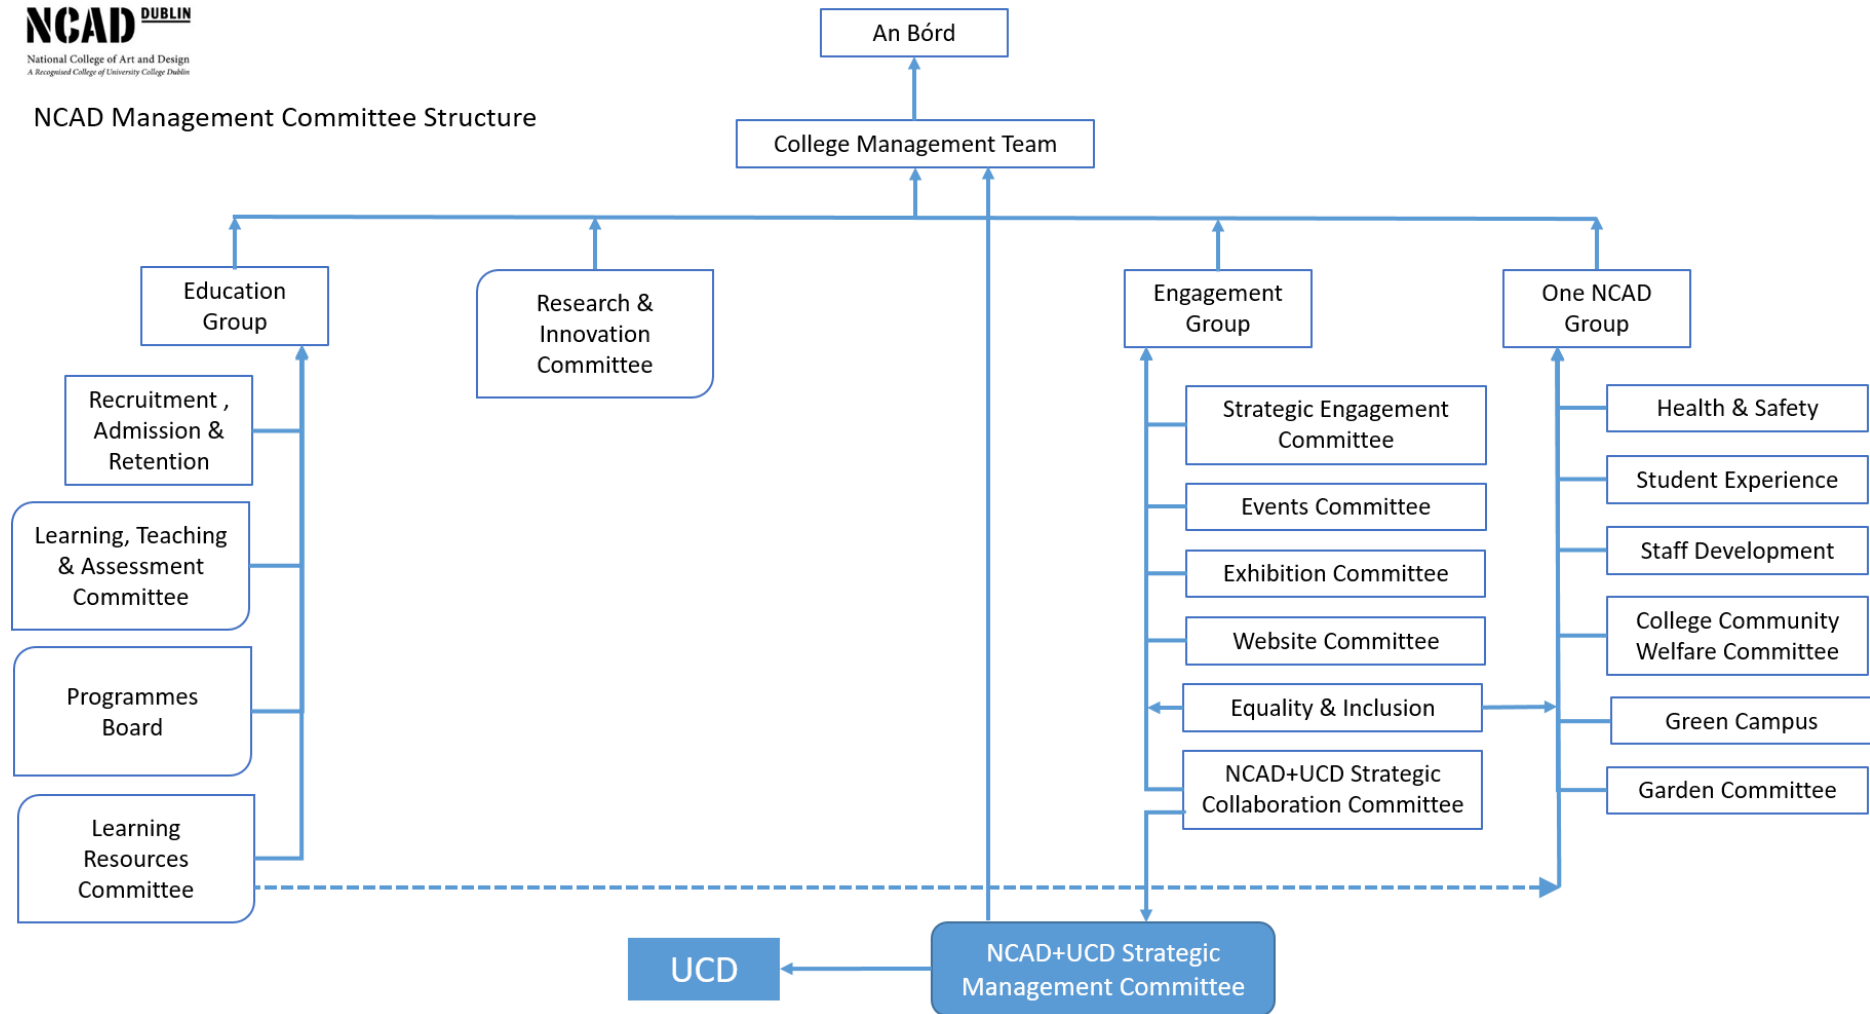 NCAD DUBLIN
National College of Art and Design
A Recognised College of University College Dublin
NCAD Management Committee Structure
An Bórd
College Management Team
Education
Group
Research &
Innovation
Committee
Engagement
Group
One NCAD
Group
Recruitment ,
Admission &
Retention
Learning, Teaching
& Assessment
Committee
Programmes
Board
Learning
Resources
Committee
Strategic Engagement
Committee
Events Committee
Exhibition Committee
Website Committee
Equality & Inclusion
NCAD+UCD Strategic
Collaboration Committee
Health & Safety
Student Experience
Staff Development
College Community
Welfare Committee
Green Campus
Garden Committee
UCD
NCAD+UCD Strategic
Management Committee